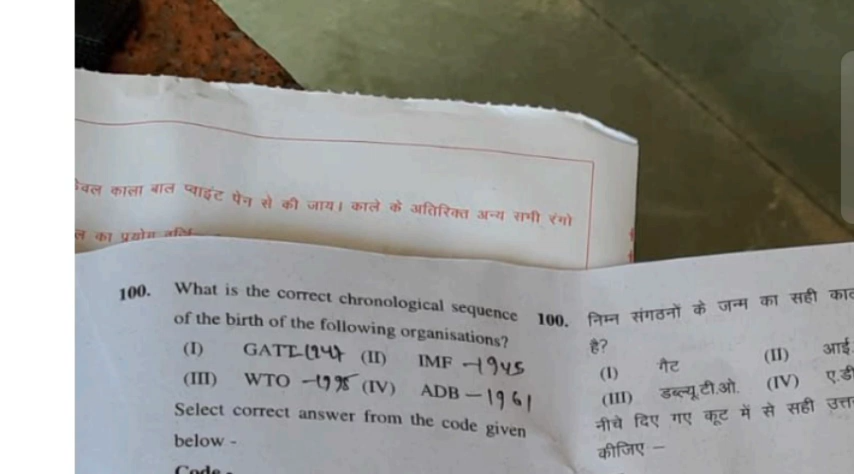 केवल काला बाल प्वाइंट पेन से की जाय। काले के अतिरिक्त अन्य सभी रंगो
का प्रयोग
100. What is the correct chronological sequence
of the birth of the following organisations?
(I) GATT-1947 (II) IMF -1945
(III) WTO -1995 (IV) ADB -1961
Select correct answer from the code given
below -
Code -
100. निम्न संगठनों के जन्म का सही
है?
(I) गैट (II) आई.
(III) डब्ल्यू.टी.ओ. (IV) ए.डी
नीचे दिए गए कूट में से सही
कीजिए –